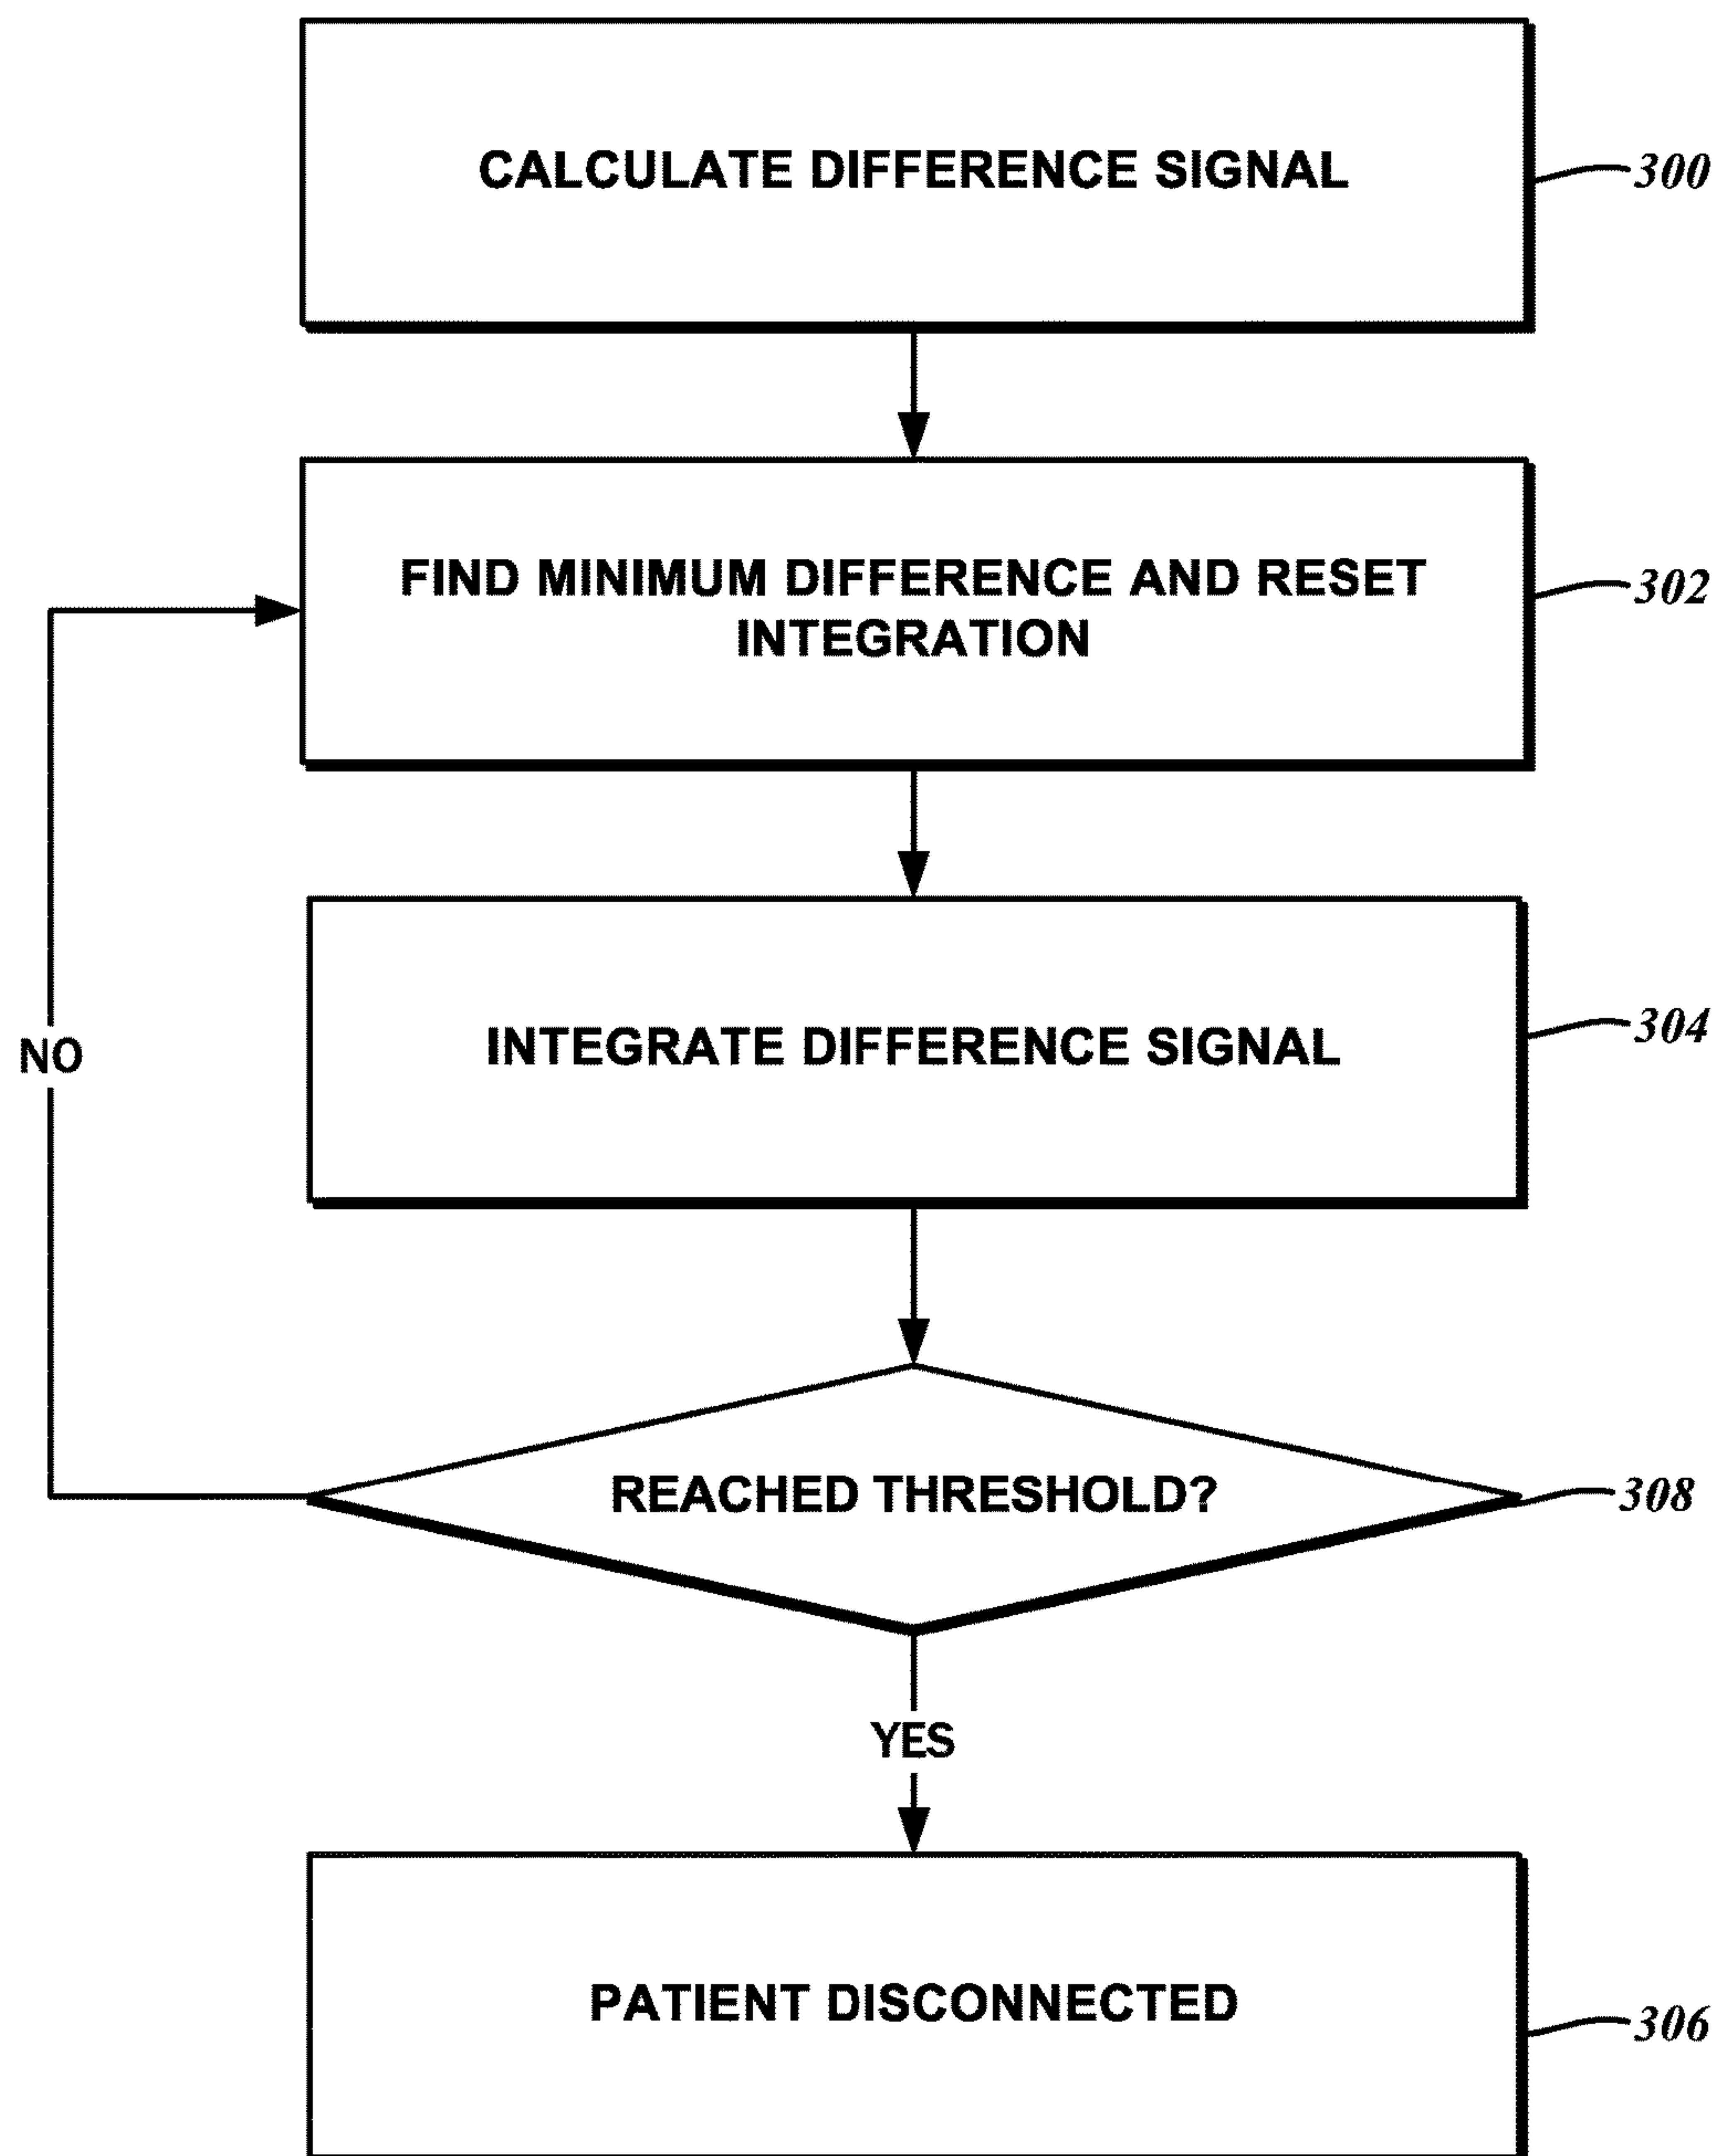 CALCULATE DIFFERENCE SIGNAL
300
FIND MINIMUM DIFFERENCE AND RESET
INTEGRATION
302
INTEGRATE DIFFERENCE SIGNAL
304
NO
REACHED THRESHOLD?
308
YES
PATIENT DISCONNECTED
306